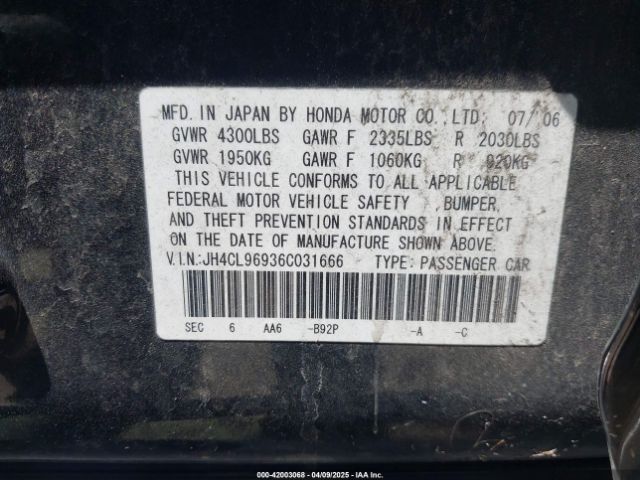 MFD. IN JAPAN BY HONDA MOTOR CO., LTD. 07/06
GVWR 4300LBS GAWR F 2335LBS R 2030LBS
GVWR 1950KG GAWR F 1060KG R 920KG
THIS VEHICLE CONFORMS TO ALL APPLICABLE
FEDERAL MOTOR VEHICLE SAFETY , BUMPER,
AND THEFT PREVENTION STANDARDS IN EFFECT
ON THE DATE OF MANUFACTURE SHOWN ABOVE.
V.I.N.:JH4CL96936C031666 TYPE: PASSENGER CAR
SEC 6 AA6 -B92P -A -C
000-42003068 | 04/09/2025 | IAA Inc.